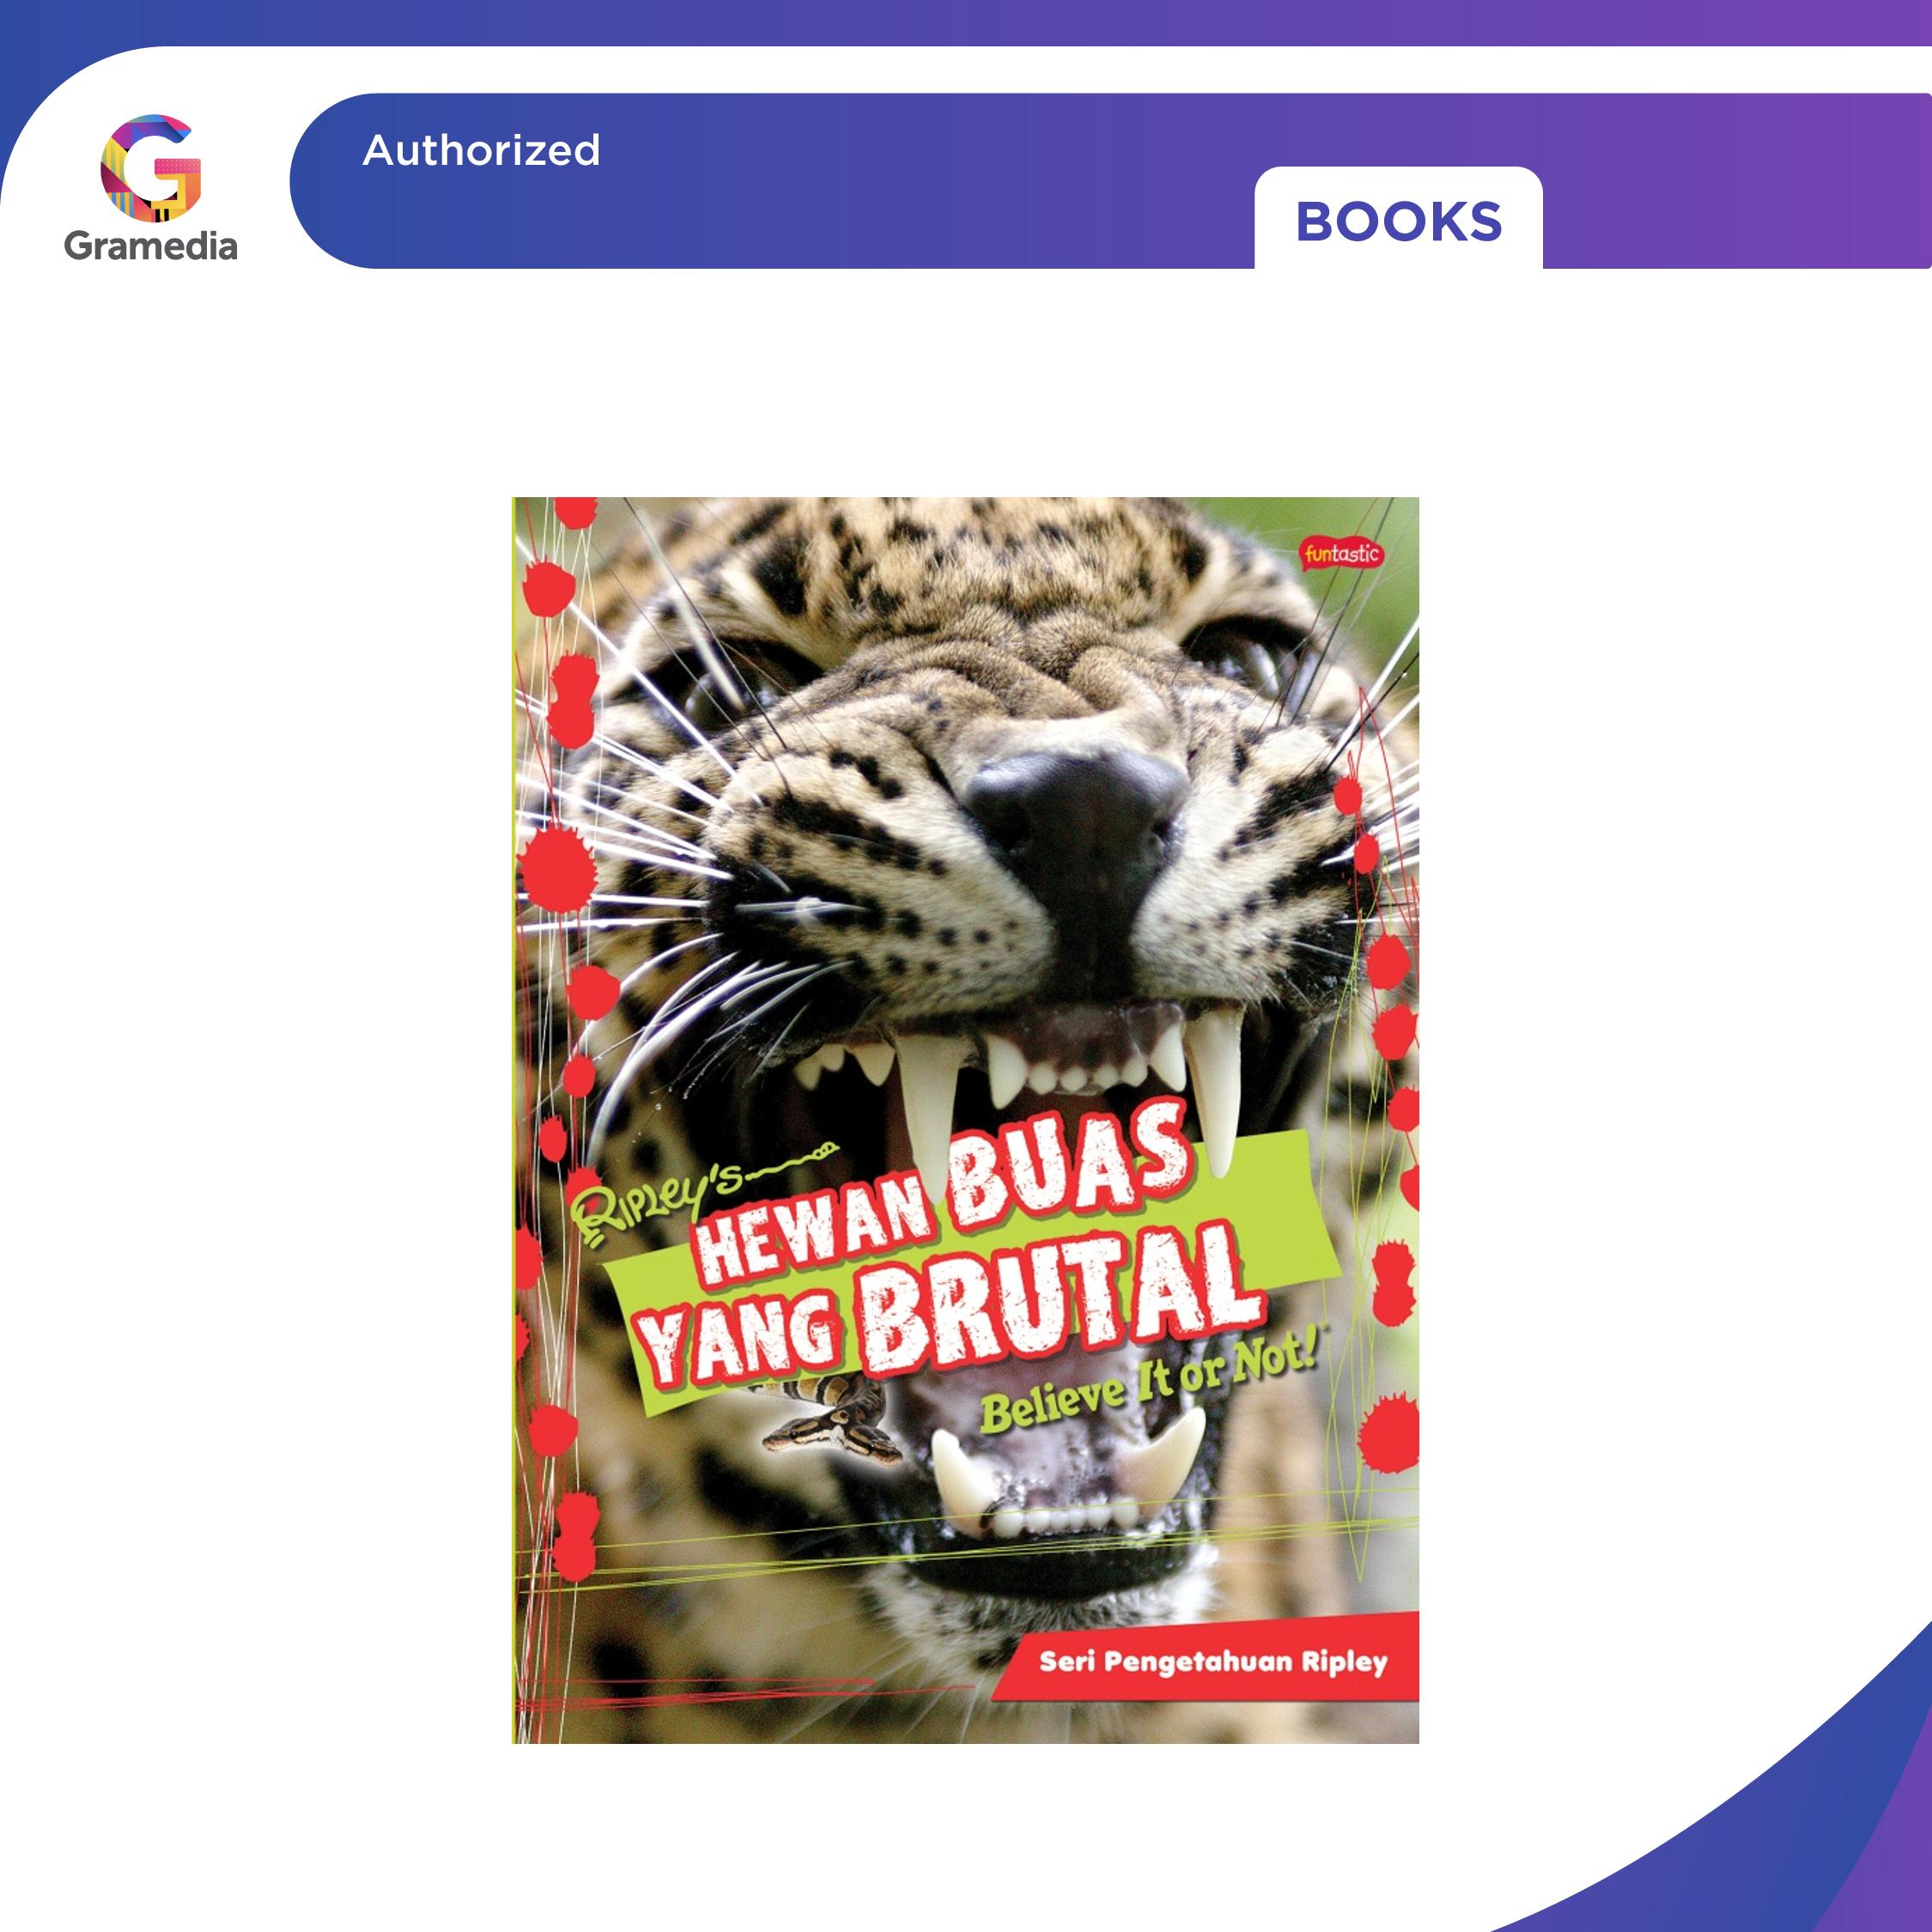 Authorized
Gramedia
BOOKS
funtastic
RIPLEY'S
HEWAN BUAS
YANG BRUTAL
Believe It or Not!
Seri Pengetahuan Ripley